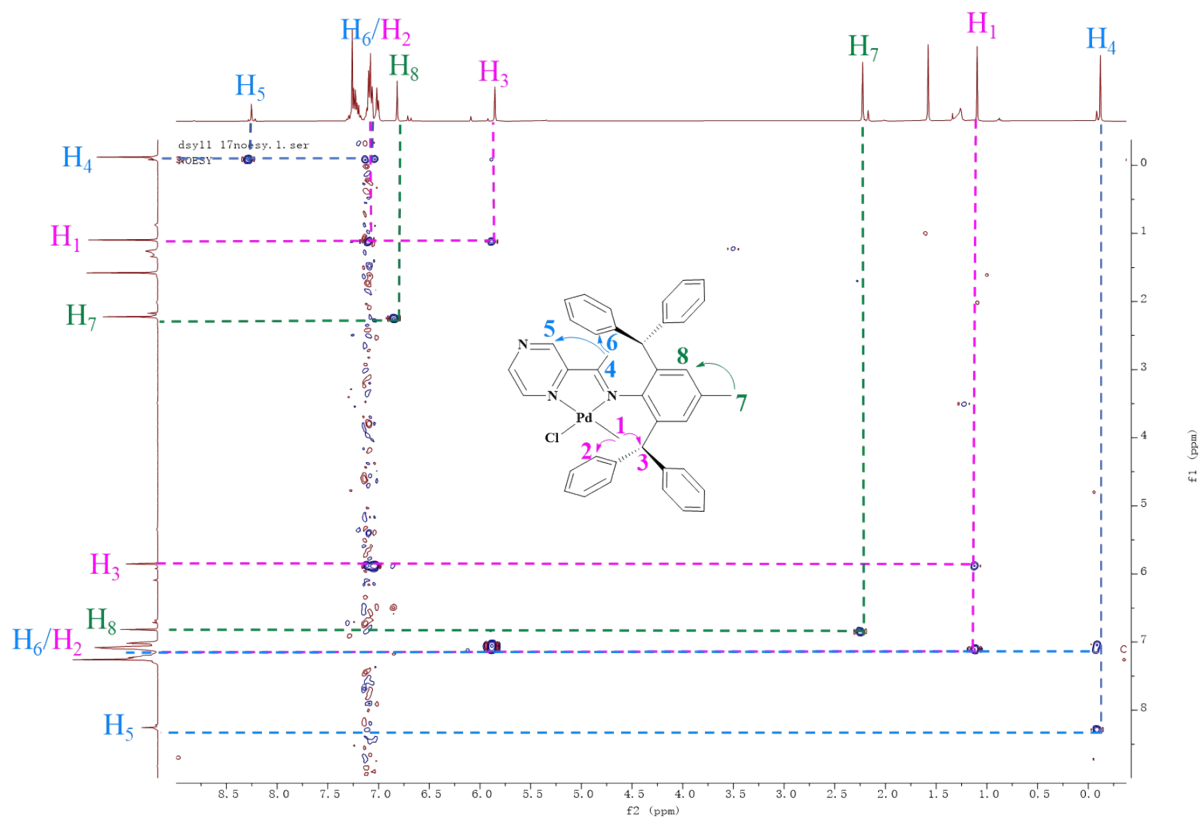 H₆/H₂
H₁
H₇
H₄
H₈
H₃
H₅
dsy11 17noesy.1.ser
NOESY
H₄
0
H₁
1
2
H₇
5
6
8
3
N
4
7
N
N
Pd
1
4
Cl
2
3
f1 (ppm)
5
H₃
6
H₈
H₆/H₂
7
C
8
H₅
8.5 8.0 7.5 7.0 6.5 6.0 5.5 5.0 4.5 4.0 3.5 3.0 2.5 2.0 1.5 1.0 0.5 0.0
f2 (ppm)